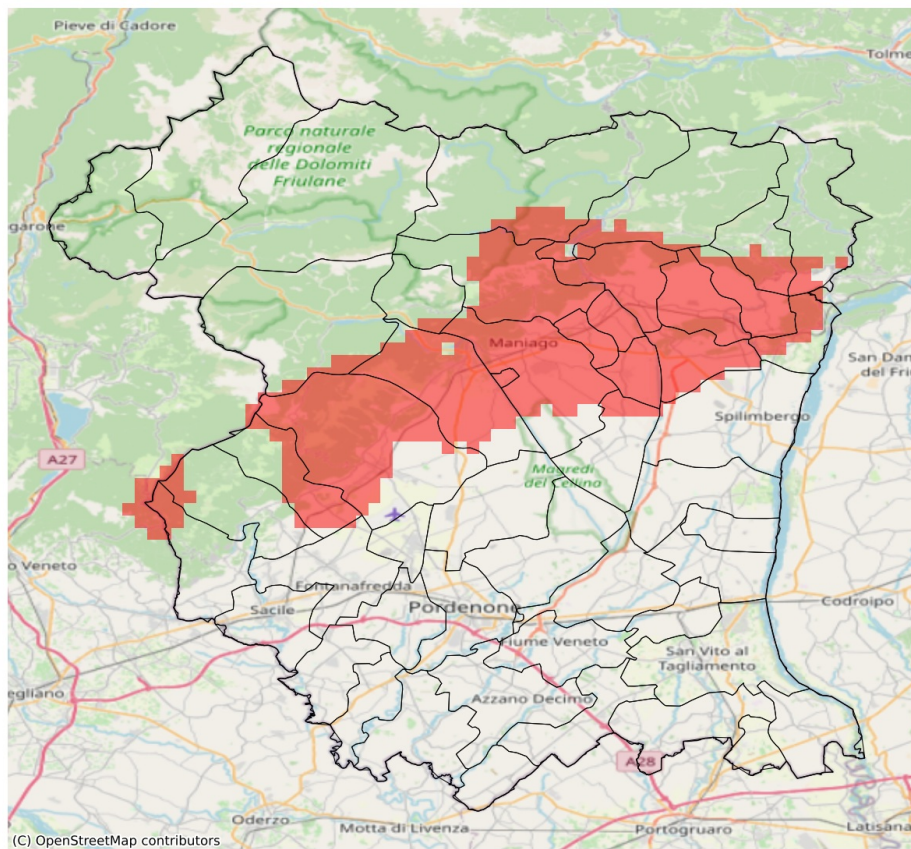 Pieve di Cadore
Tolme
Parco naturale
regionale
delle Dolomiti
Friulane
garone
Maniago
San Dan
del Friu
Spilimbergo
A27
Magredi
del Cellina
o Veneto
Fontanafredda
Sacile
Pordenone
Codroipo
Fiume Veneto
San Vito al
Tagliamento
egliano
Azzano Decimo
A28
Oderzo
Motta di Livenza
Portogruaro
Latisana
(C) OpenStreetMap contributors